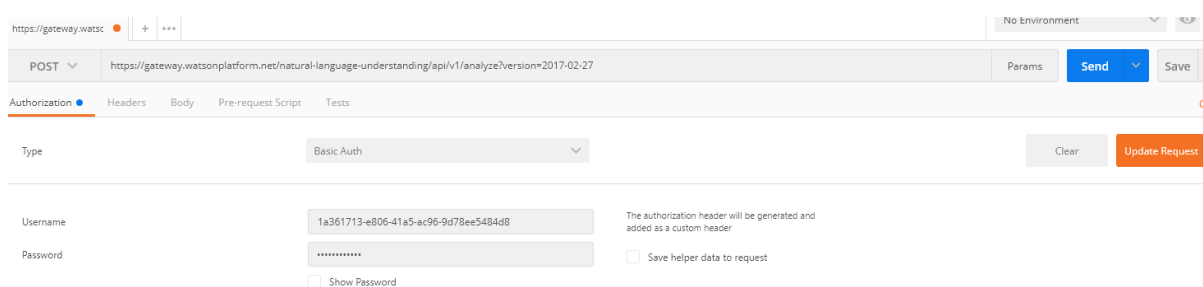 https://gateway.watsc + •••
No Environment
POST https://gateway.watsonplatform.net/natural-language-understanding/api/v1/analyze?version=2017-02-27 Params Send Save
Authorization Headers Body Pre-request Script Tests
Type Basic Auth Clear Update Request
Username 1a361713-e806-41a5-ac96-9d78ee5484d8 The authorization header will be generated and
added as a custom header
Password •••••••••••• Save helper data to request
Show Password